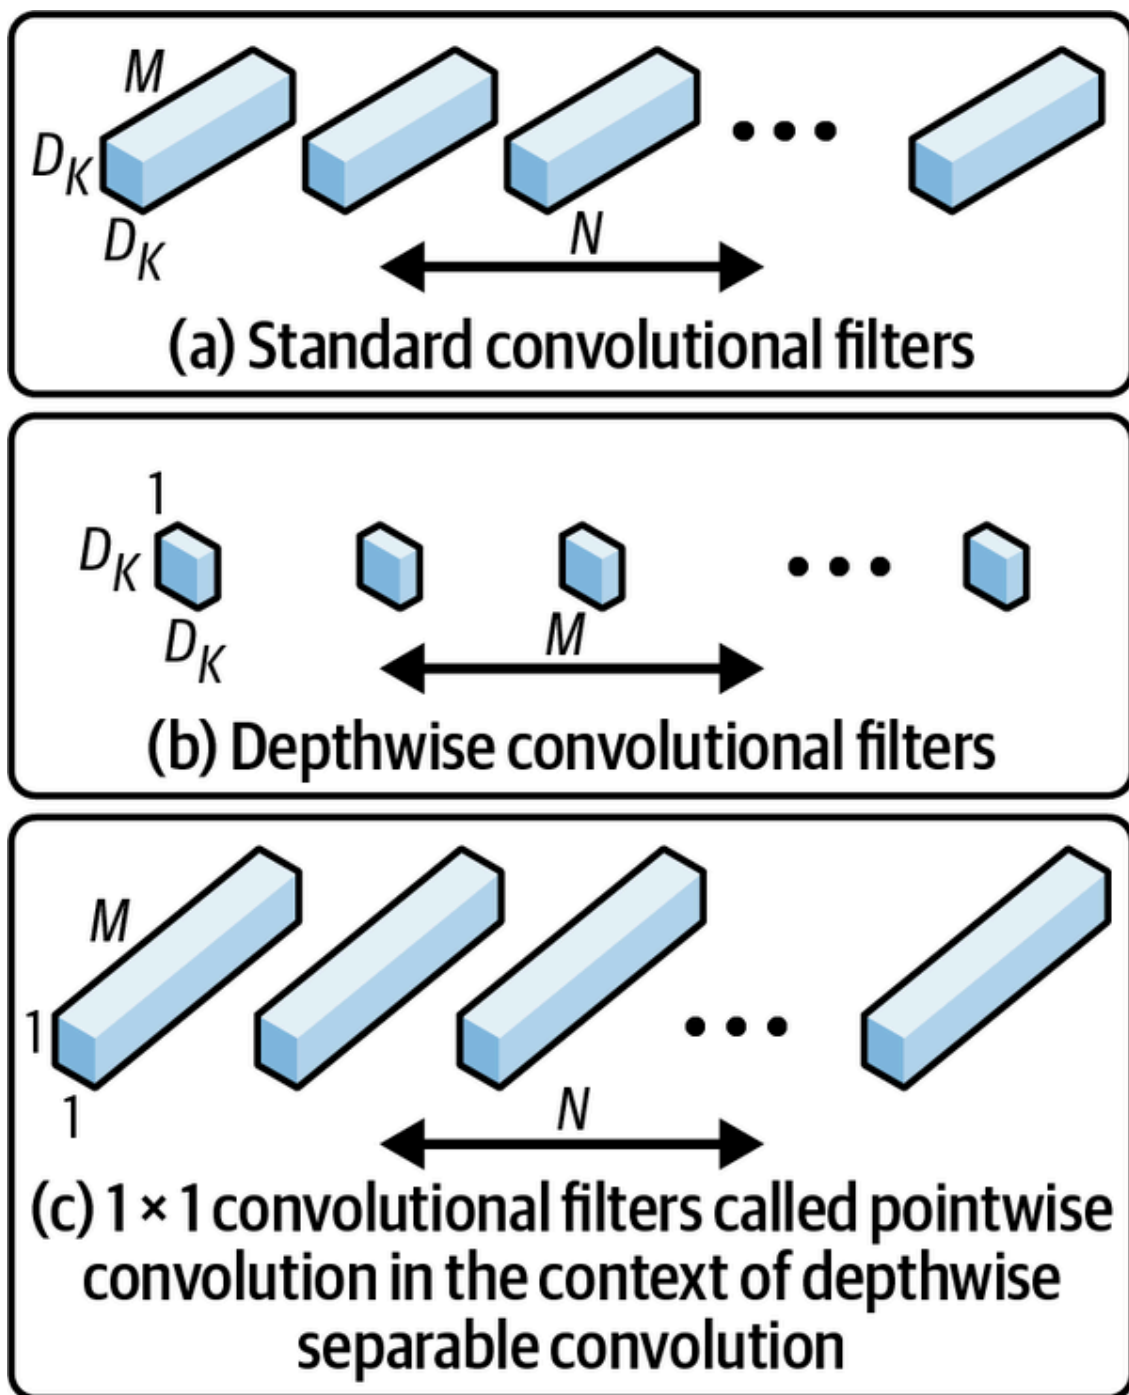 M
D_K
D_K
N
(a) Standard convolutional filters
1
D_K
D_K
M
(b) Depthwise convolutional filters
M
1
1
N
(c) 1 × 1 convolutional filters called pointwise
convolution in the context of depthwise
separable convolution